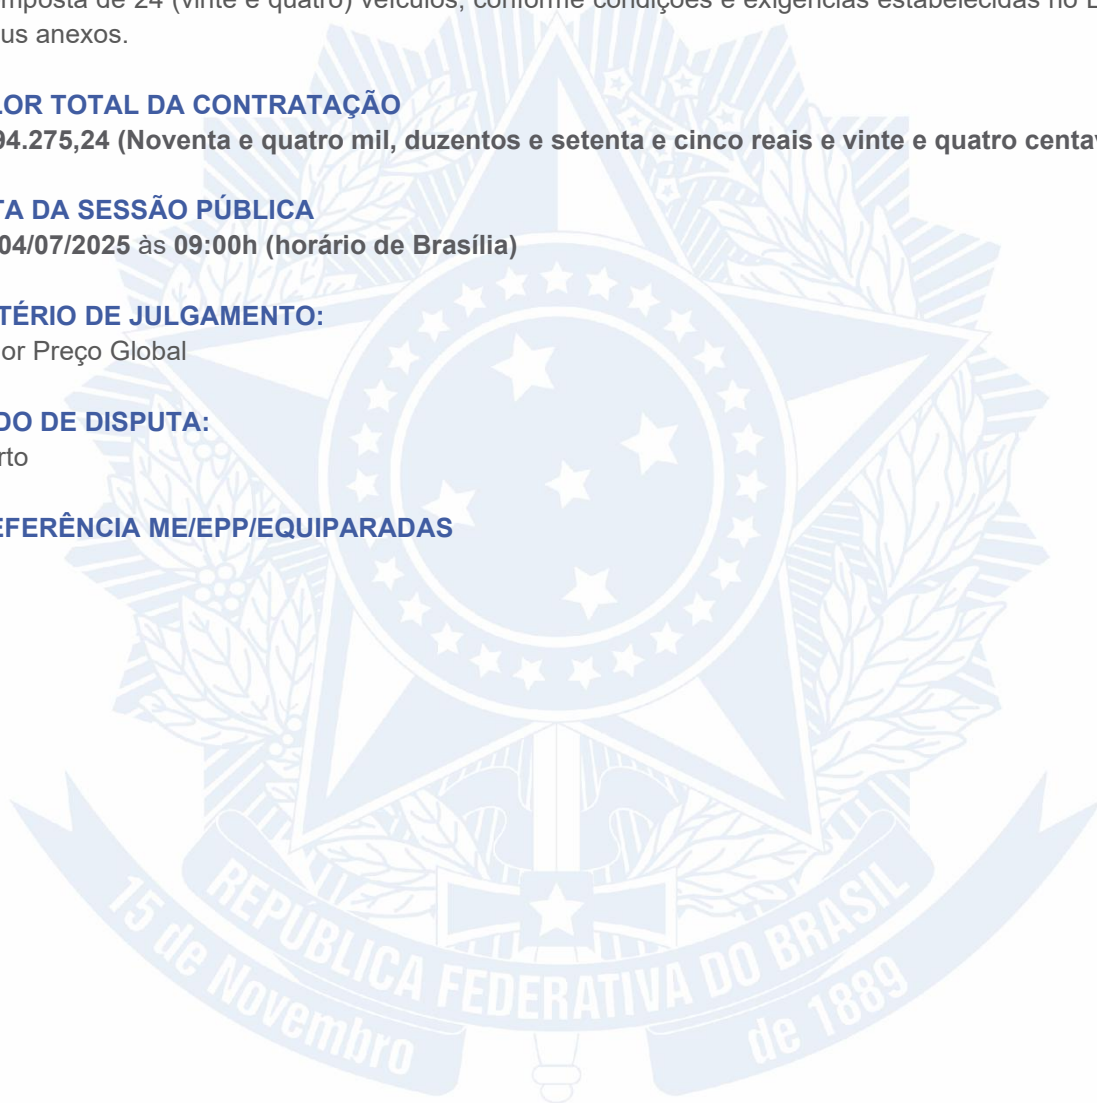 mposta de 24 (vinte e quatro) veículos, conforme condições e exigências estabelecidas no E
us anexos.
LOR TOTAL DA CONTRATAÇÃO
94.275,24 (Noventa e quatro mil, duzentos e setenta e cinco reais e vinte e quatro centav
TA DA SESSÃO PÚBLICA
04/07/2025 às 09:00h (horário de Brasília)
TÉRIO DE JULGAMENTO:
or Preço Global
DO DE DISPUTA:
rto
EFERÊNCIA ME/EPP/EQUIPARADAS
REPÚBLICA FEDERATIVA DO BRASIL
15 de Novembro de 1889